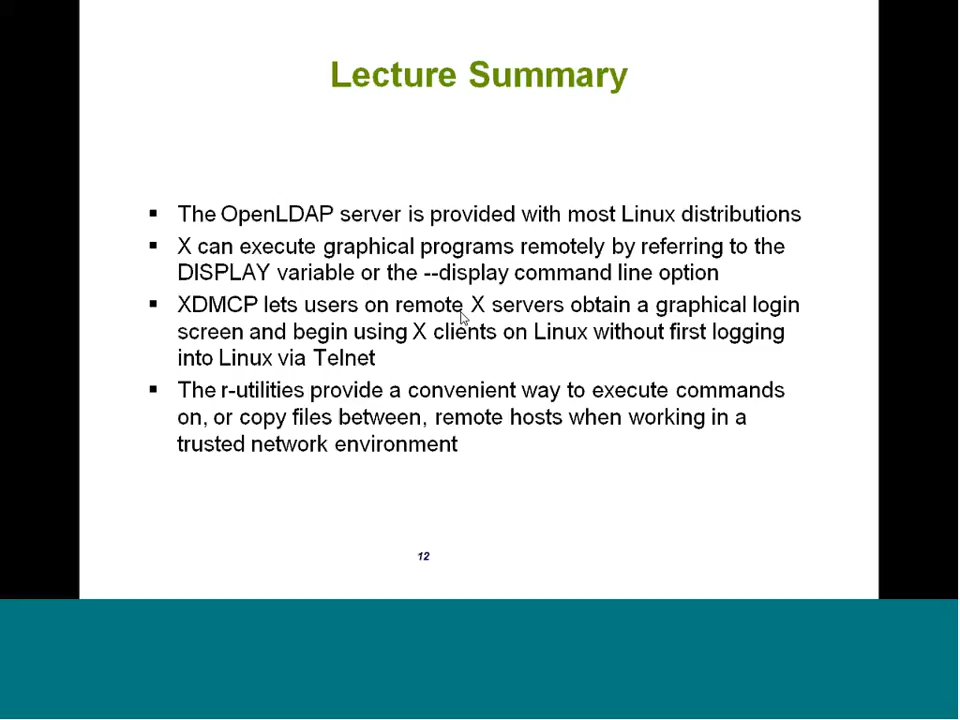 Lecture Summary
▪ The OpenLDAP server is provided with most Linux distributions
▪ X can execute graphical programs remotely by referring to the
DISPLAY variable or the --display command line option
▪ XDMCP lets users on remote X servers obtain a graphical login
screen and begin using X clients on Linux without first logging
into Linux via Telnet
▪ The r-utilities provide a convenient way to execute commands
on, or copy files between, remote hosts when working in a
trusted network environment
12